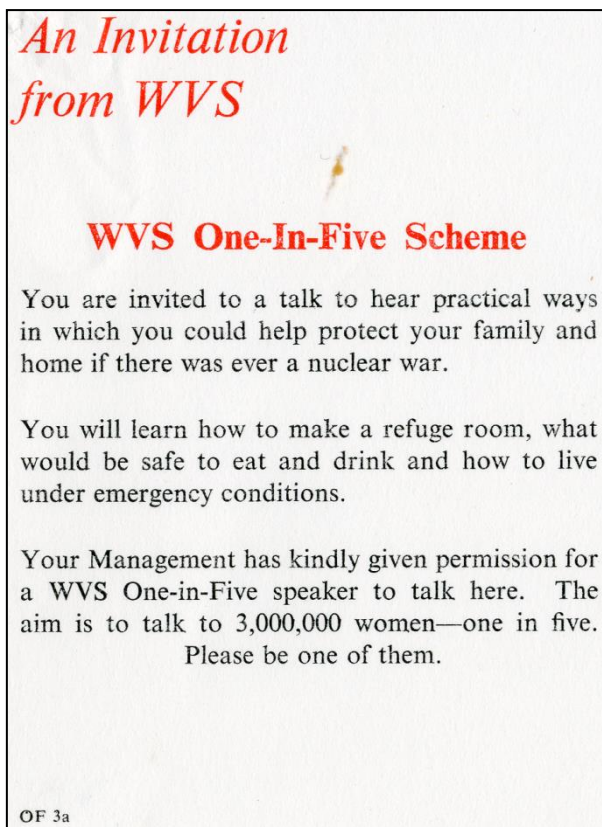 An Invitation
from WVS
WVS One-In-Five Scheme
You are invited to a talk to hear practical ways
in which you could help protect your family and
home if there was ever a nuclear war.
You will learn how to make a refuge room, what
would be safe to eat and drink and how to live
under emergency conditions.
Your Management has kindly given permission for
a WVS One-in-Five speaker to talk here. The
aim is to talk to 3,000,000 women—one in five.
Please be one of them.
OF 3a